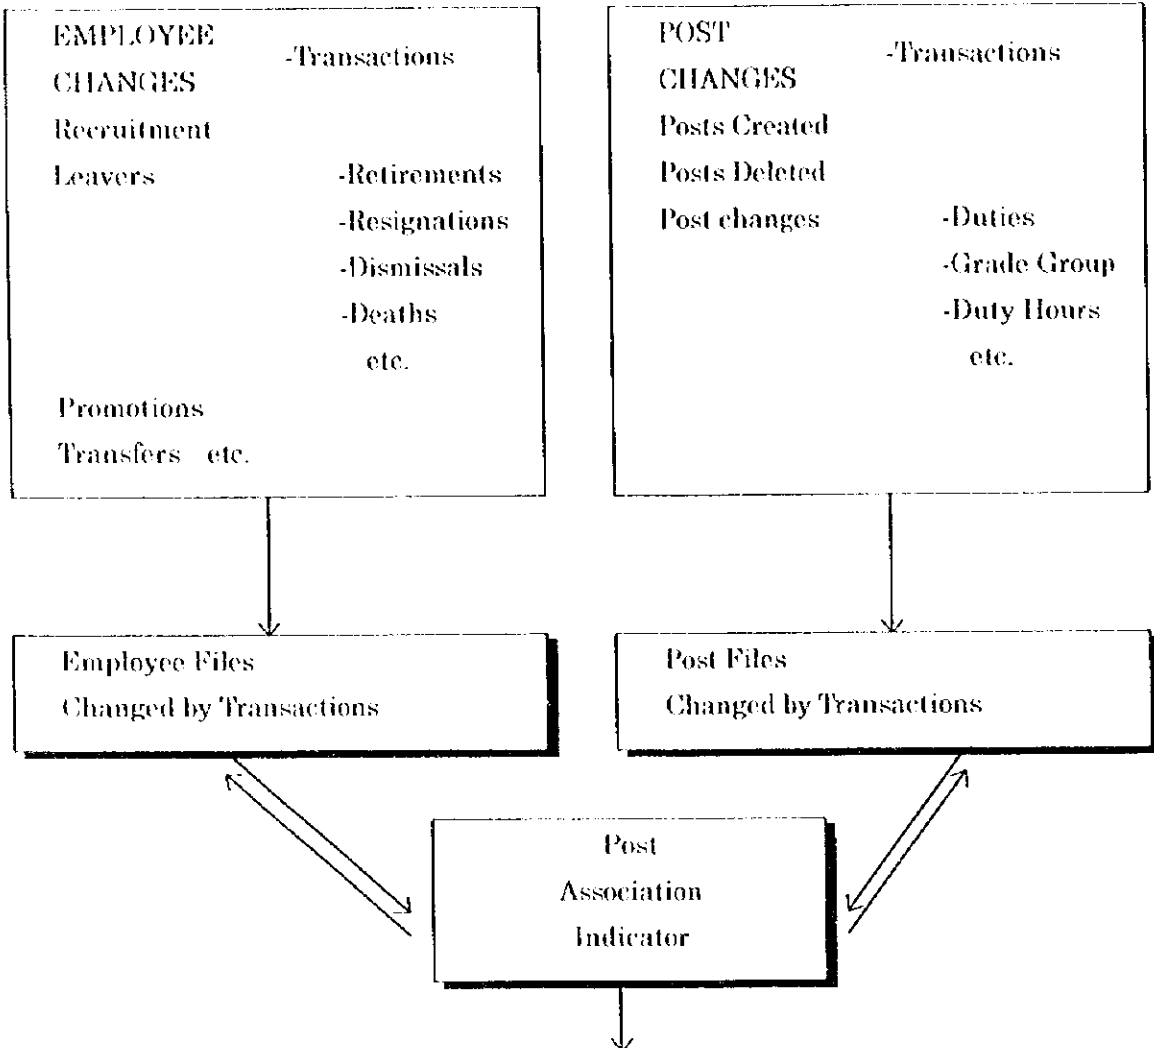 EMPLOYEE
-Transactions
CHANGES
Recruitment
Leavers
-Retirements
-Resignations
-Dismissals
-Deaths
etc.
Promotions
Transfers etc.
POST
-Transactions
CHANGES
Posts Created
Posts Deleted
Post changes
-Duties
-Grade Group
-Duty Hours
etc.
Employee Files
Changed by Transactions
Post Files
Changed by Transactions
Post
Association
Indicator